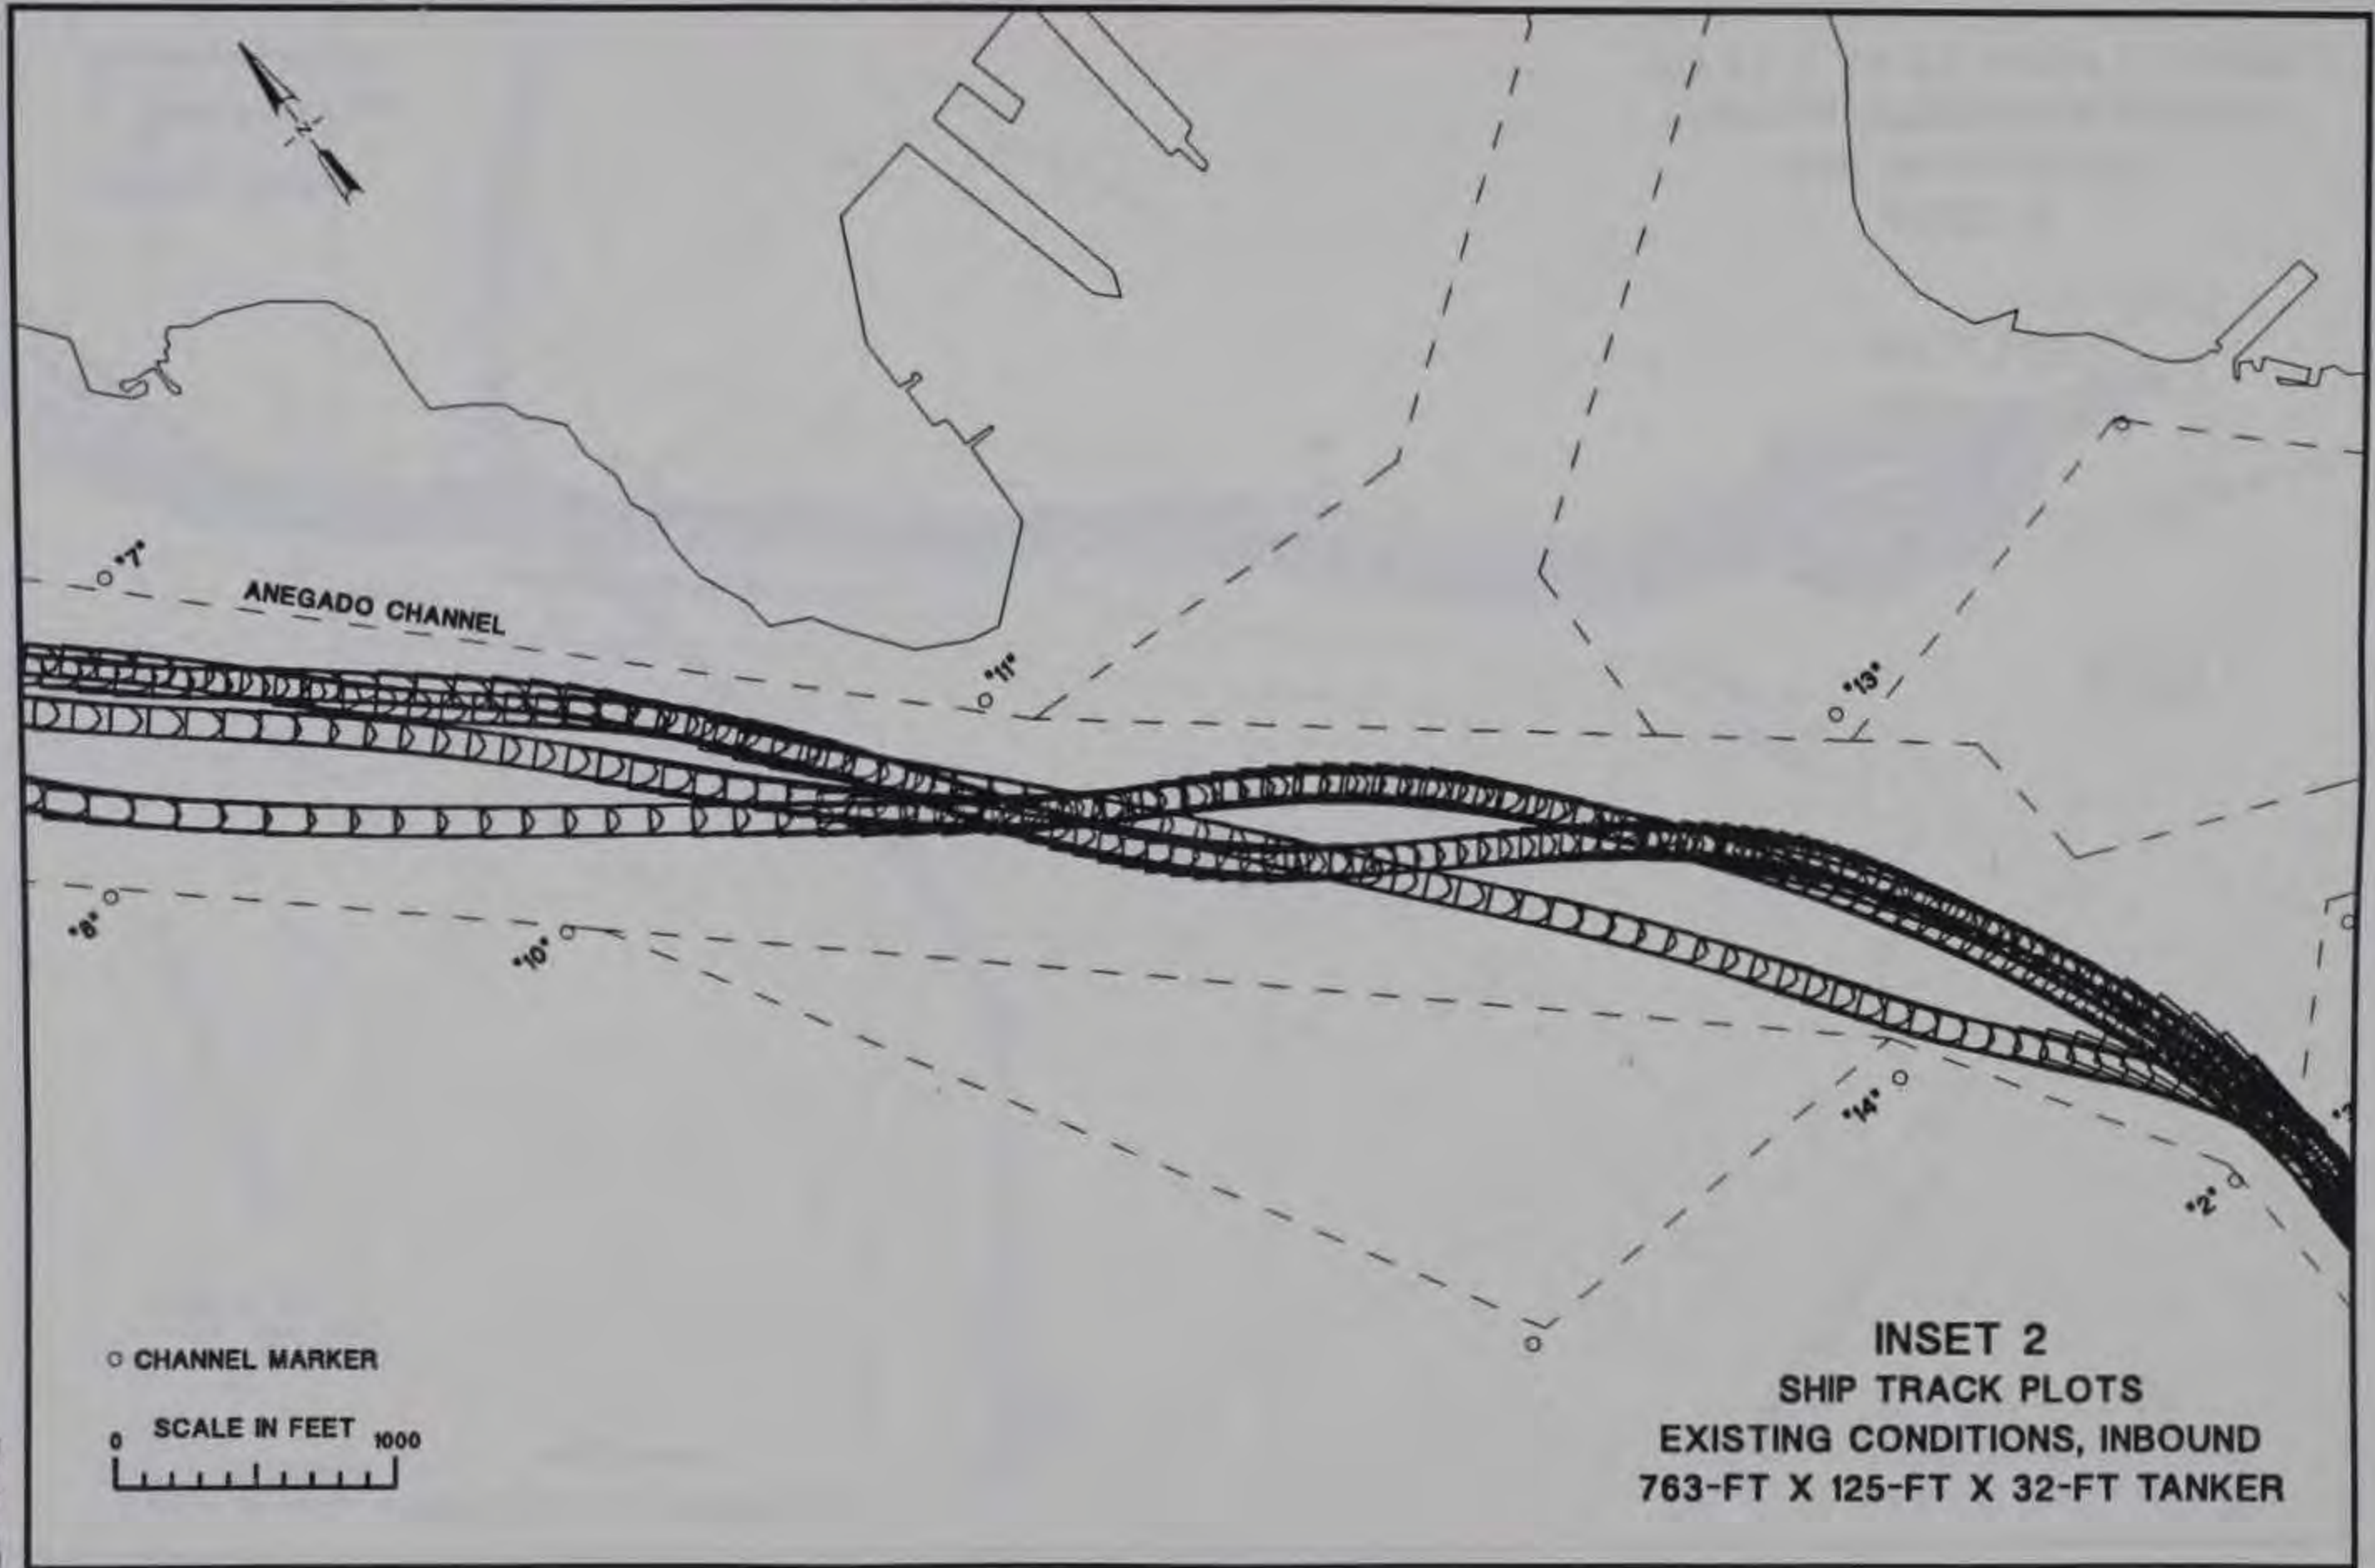 N
"7"
ANEGADO CHANNEL
"11"
"13"
"8"
"10"
"14"
"2"
CHANNEL MARKER
SCALE IN FEET
0 1000
INSET 2
SHIP TRACK PLOTS
EXISTING CONDITIONS, INBOUND
763-FT X 125-FT X 32-FT TANKER